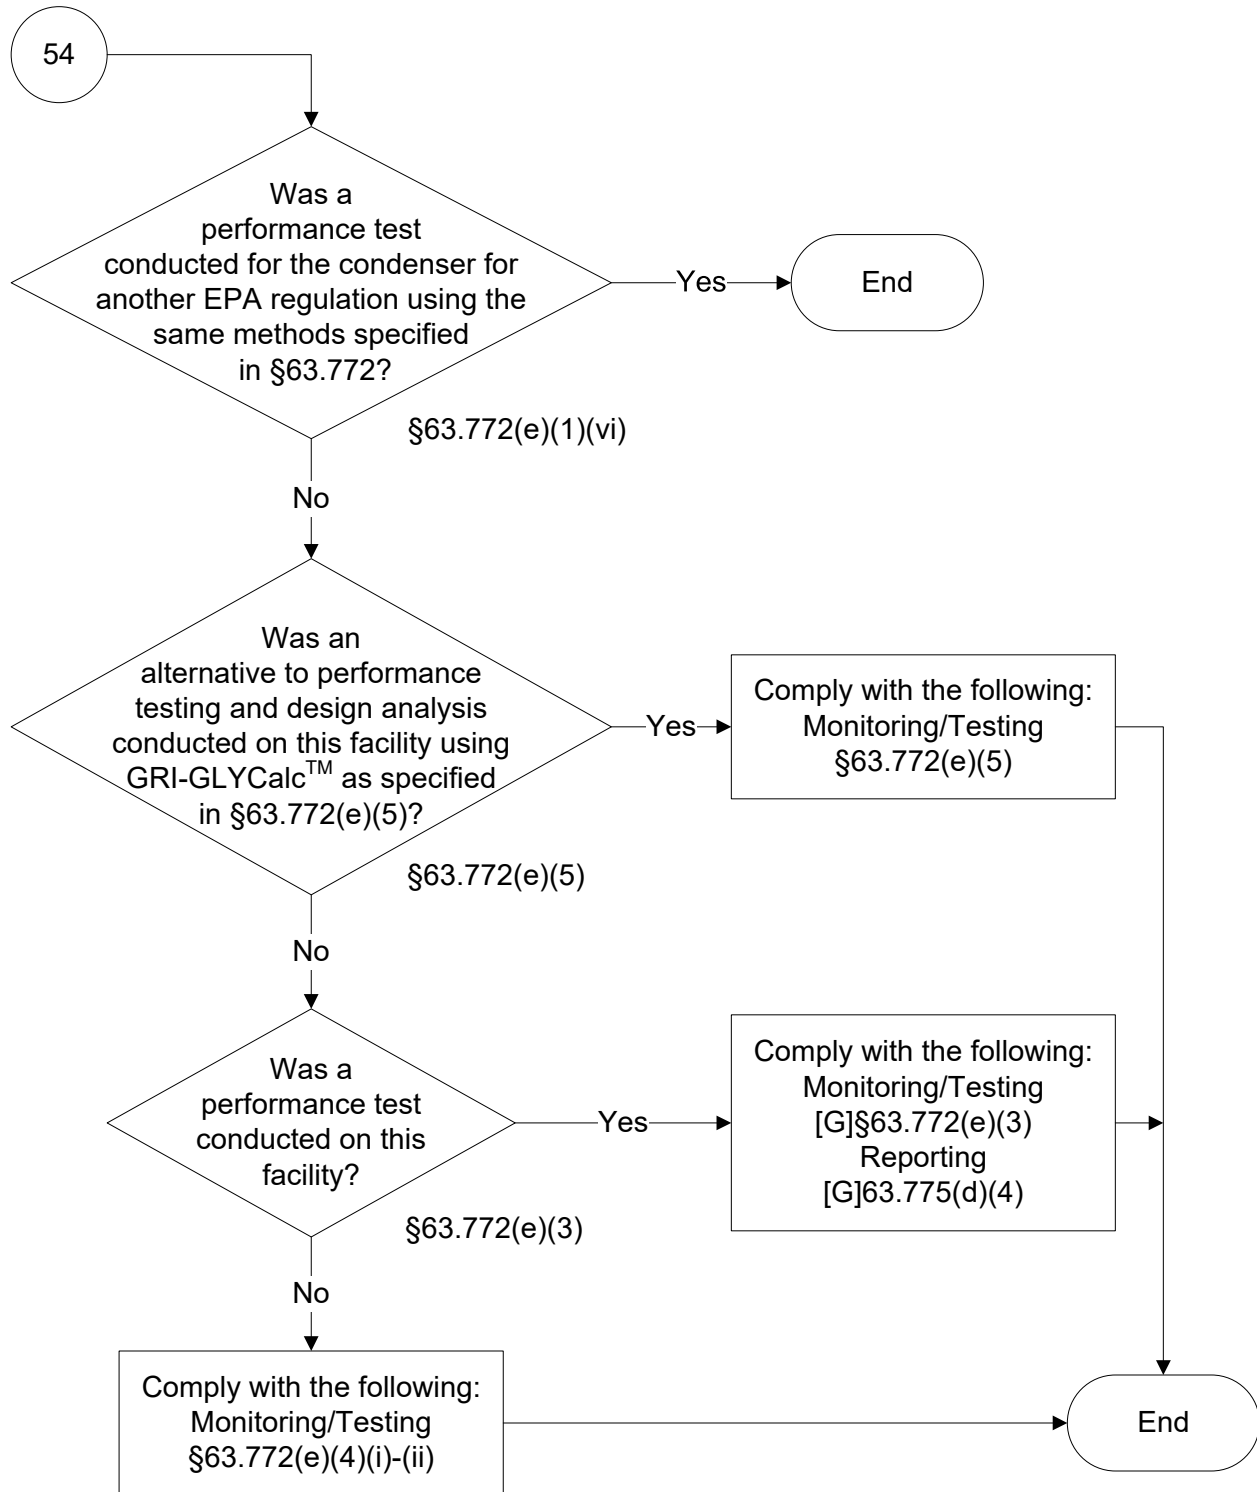 54
Was a
performance test
conducted for the condenser for
another EPA regulation using the
same methods specified
in §63.772?
Yes
End
§63.772(e)(1)(vi)
No
Was an
alternative to performance
testing and design analysis
conducted on this facility using
GRI-GLYCalc™ as specified
in §63.772(e)(5)?
Yes
Comply with the following:
Monitoring/Testing
§63.772(e)(5)
§63.772(e)(5)
No
Was a
performance test
conducted on this
facility?
Yes
Comply with the following:
Monitoring/Testing
[G]§63.772(e)(3)
Reporting
[G]63.775(d)(4)
§63.772(e)(3)
No
Comply with the following:
Monitoring/Testing
§63.772(e)(4)(i)-(ii)
End